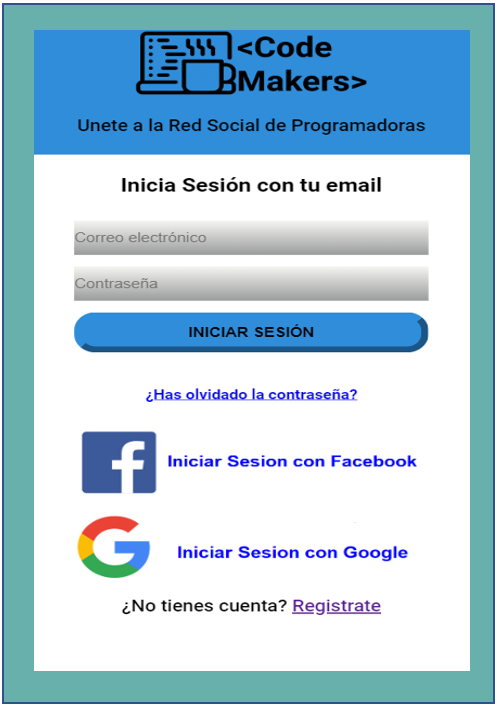 <Code
Makers>
Unete a la Red Social de Programadoras
Inicia Sesión con tu email
Correo electrónico
Contraseña
INICIAR SESIÓN
¿Has olvidado la contraseña?
Iniciar Sesion con Facebook
Iniciar Sesion con Google
¿No tienes cuenta? Registrate